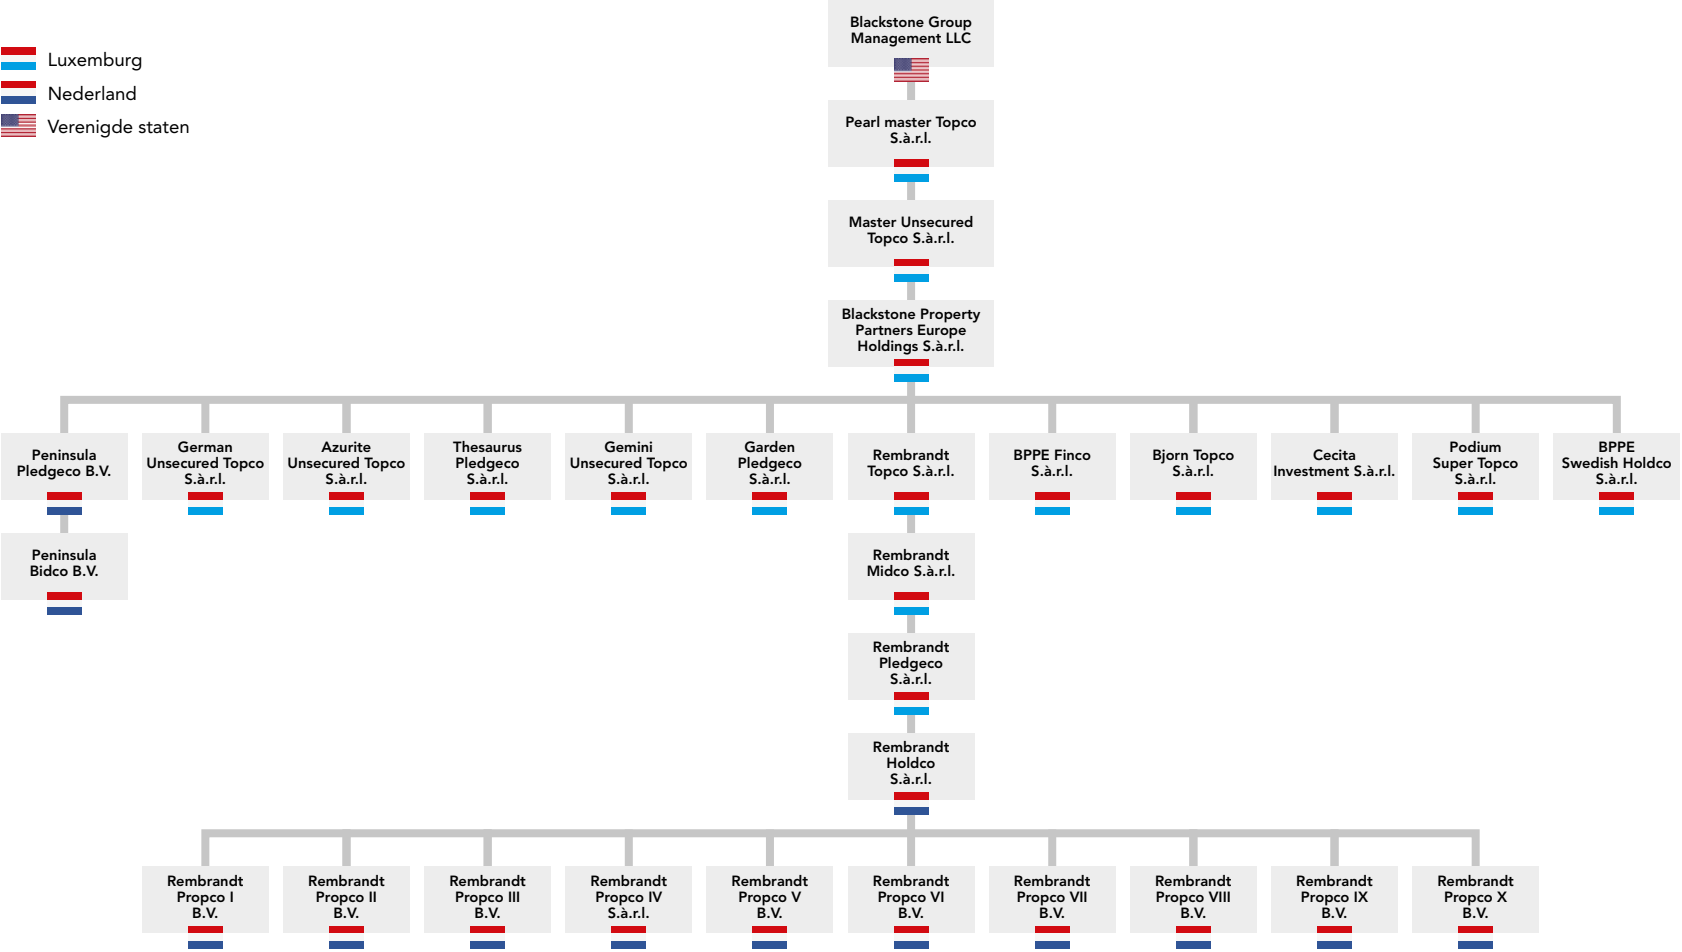 Luxemburg
Nederland
Verenigde staten
Blackstone Group
Management LLC
Pearl master Topco
S.à.r.l.
Master Unsecured
Topco S.à.r.l.
Blackstone Property
Partners Europe
Holdings S.à.r.l.
Peninsula
Pledgeco B.V.
German
Unsecured Topco
S.à.r.l.
Azurite
Unsecured Topco
S.à.r.l.
Thesaurus
Pledgeco
S.à.r.l.
Gemini
Unsecured Topco
S.à.r.l.
Garden
Pledgeco
S.à.r.l.
Rembrandt
Topco S.à.r.l.
BPPE Finco
S.à.r.l.
Bjorn Topco
S.à.r.l.
Cecita
Investment S.à.r.l.
Podium
Super Topco
S.à.r.l.
BPPE
Swedish Holdco
S.à.r.l.
Peninsula
Bidco B.V.
Rembrandt
Midco S.à.r.l.
Rembrandt
Pledgeco
S.à.r.l.
Rembrandt
Holdco
S.à.r.l.
Rembrandt
Propco I
B.V.
Rembrandt
Propco II
B.V.
Rembrandt
Propco III
B.V.
Rembrandt
Propco IV
S.à.r.l.
Rembrandt
Propco V
B.V.
Rembrandt
Propco VI
B.V.
Rembrandt
Propco VII
B.V.
Rembrandt
Propco VIII
B.V.
Rembrandt
Propco IX
B.V.
Rembrandt
Propco X
B.V.